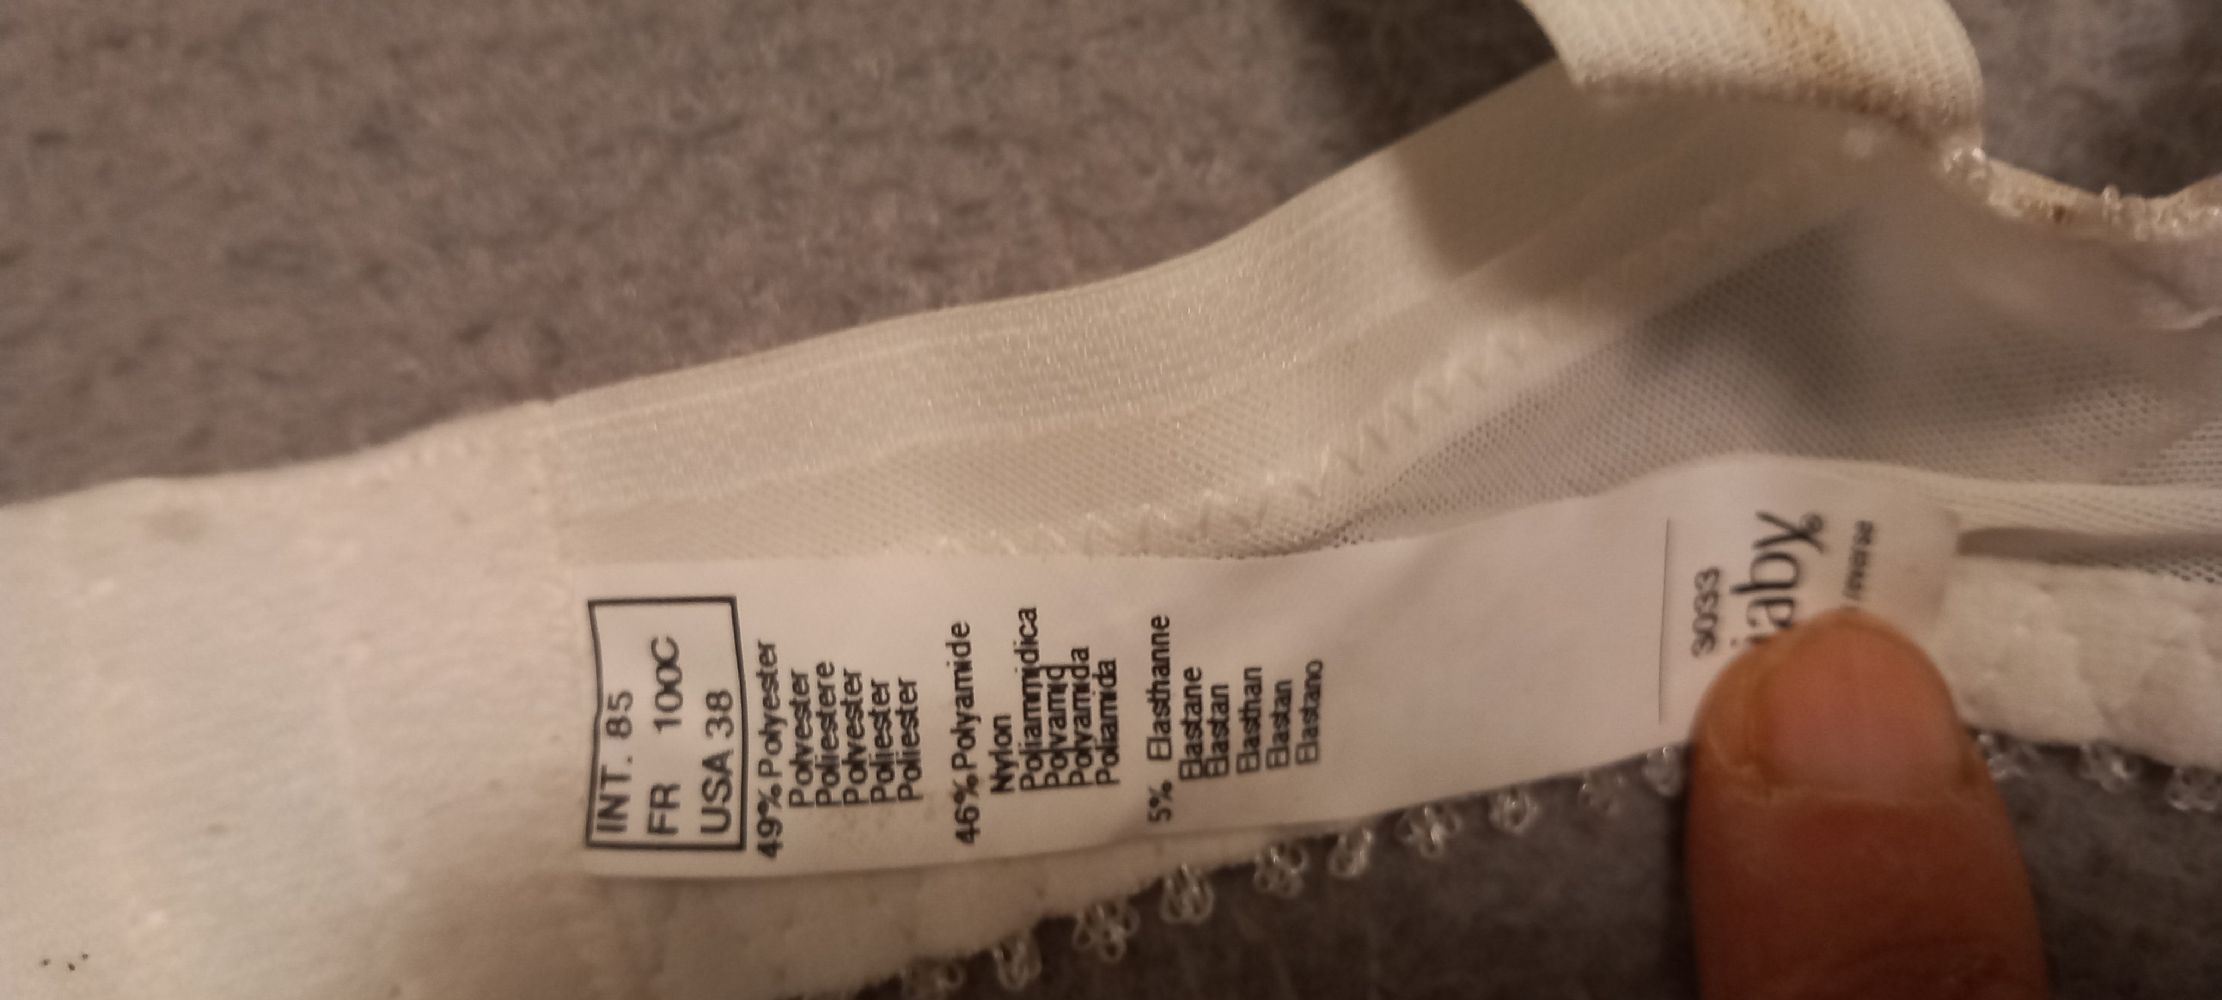 INT. 85
FR 100C
USA 38
49% Polyester
Polyester
Poliestere
Polyester
Poliester
Poliester
46% Polyamide
Nylon
Poliammidica
Polyamid
Polyamida
Poliamida
5% Elasthanne
Elastane
Elastan
Elasthan
Elastan
Elastano
3033
reverse